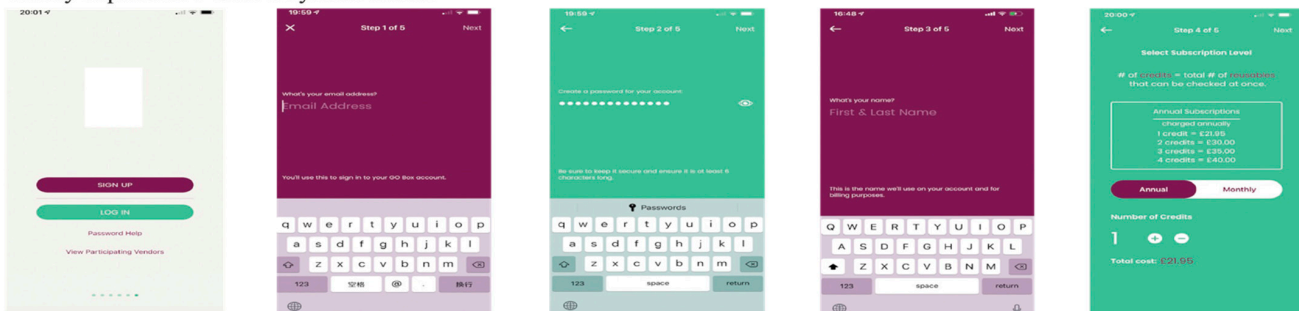 20:01
SIGN UP
LOG IN
Password Help
View Participating Vendors
19:59
Step 1 of 5
Next
What's your email address?
Email Address
You'll use this to sign in to your GO Box account.
q w e r t y u i o p
a s d f g h j k l
z x c v b n m
123 空格 @ . 换行
19:59
Step 2 of 5
Next
Create a password for your account:
Be sure to keep it secure and ensure it is at least 6
characters long.
Passwords
q w e r t y u i o p
a s d f g h j k l
z x c v b n m
123 space return
16:48
Step 3 of 5
Next
What's your name?
First & Last Name
This is the name we'll use on your account and for
billing purposes.
Q W E R T Y U I O P
A S D F G H J K L
Z X C V B N M
123 space return
20:00
Step 4 of 5
Next
Select Subscription Level
# of credits = total # of reusables
that can be checked at once.
Annual Subscriptions
charged annually
1 credit = £21.95
2 credits = £30.00
3 credits = £35.00
4 credits = £40.00
Annual Monthly
Number of Credits
1
Total cost: £21.95